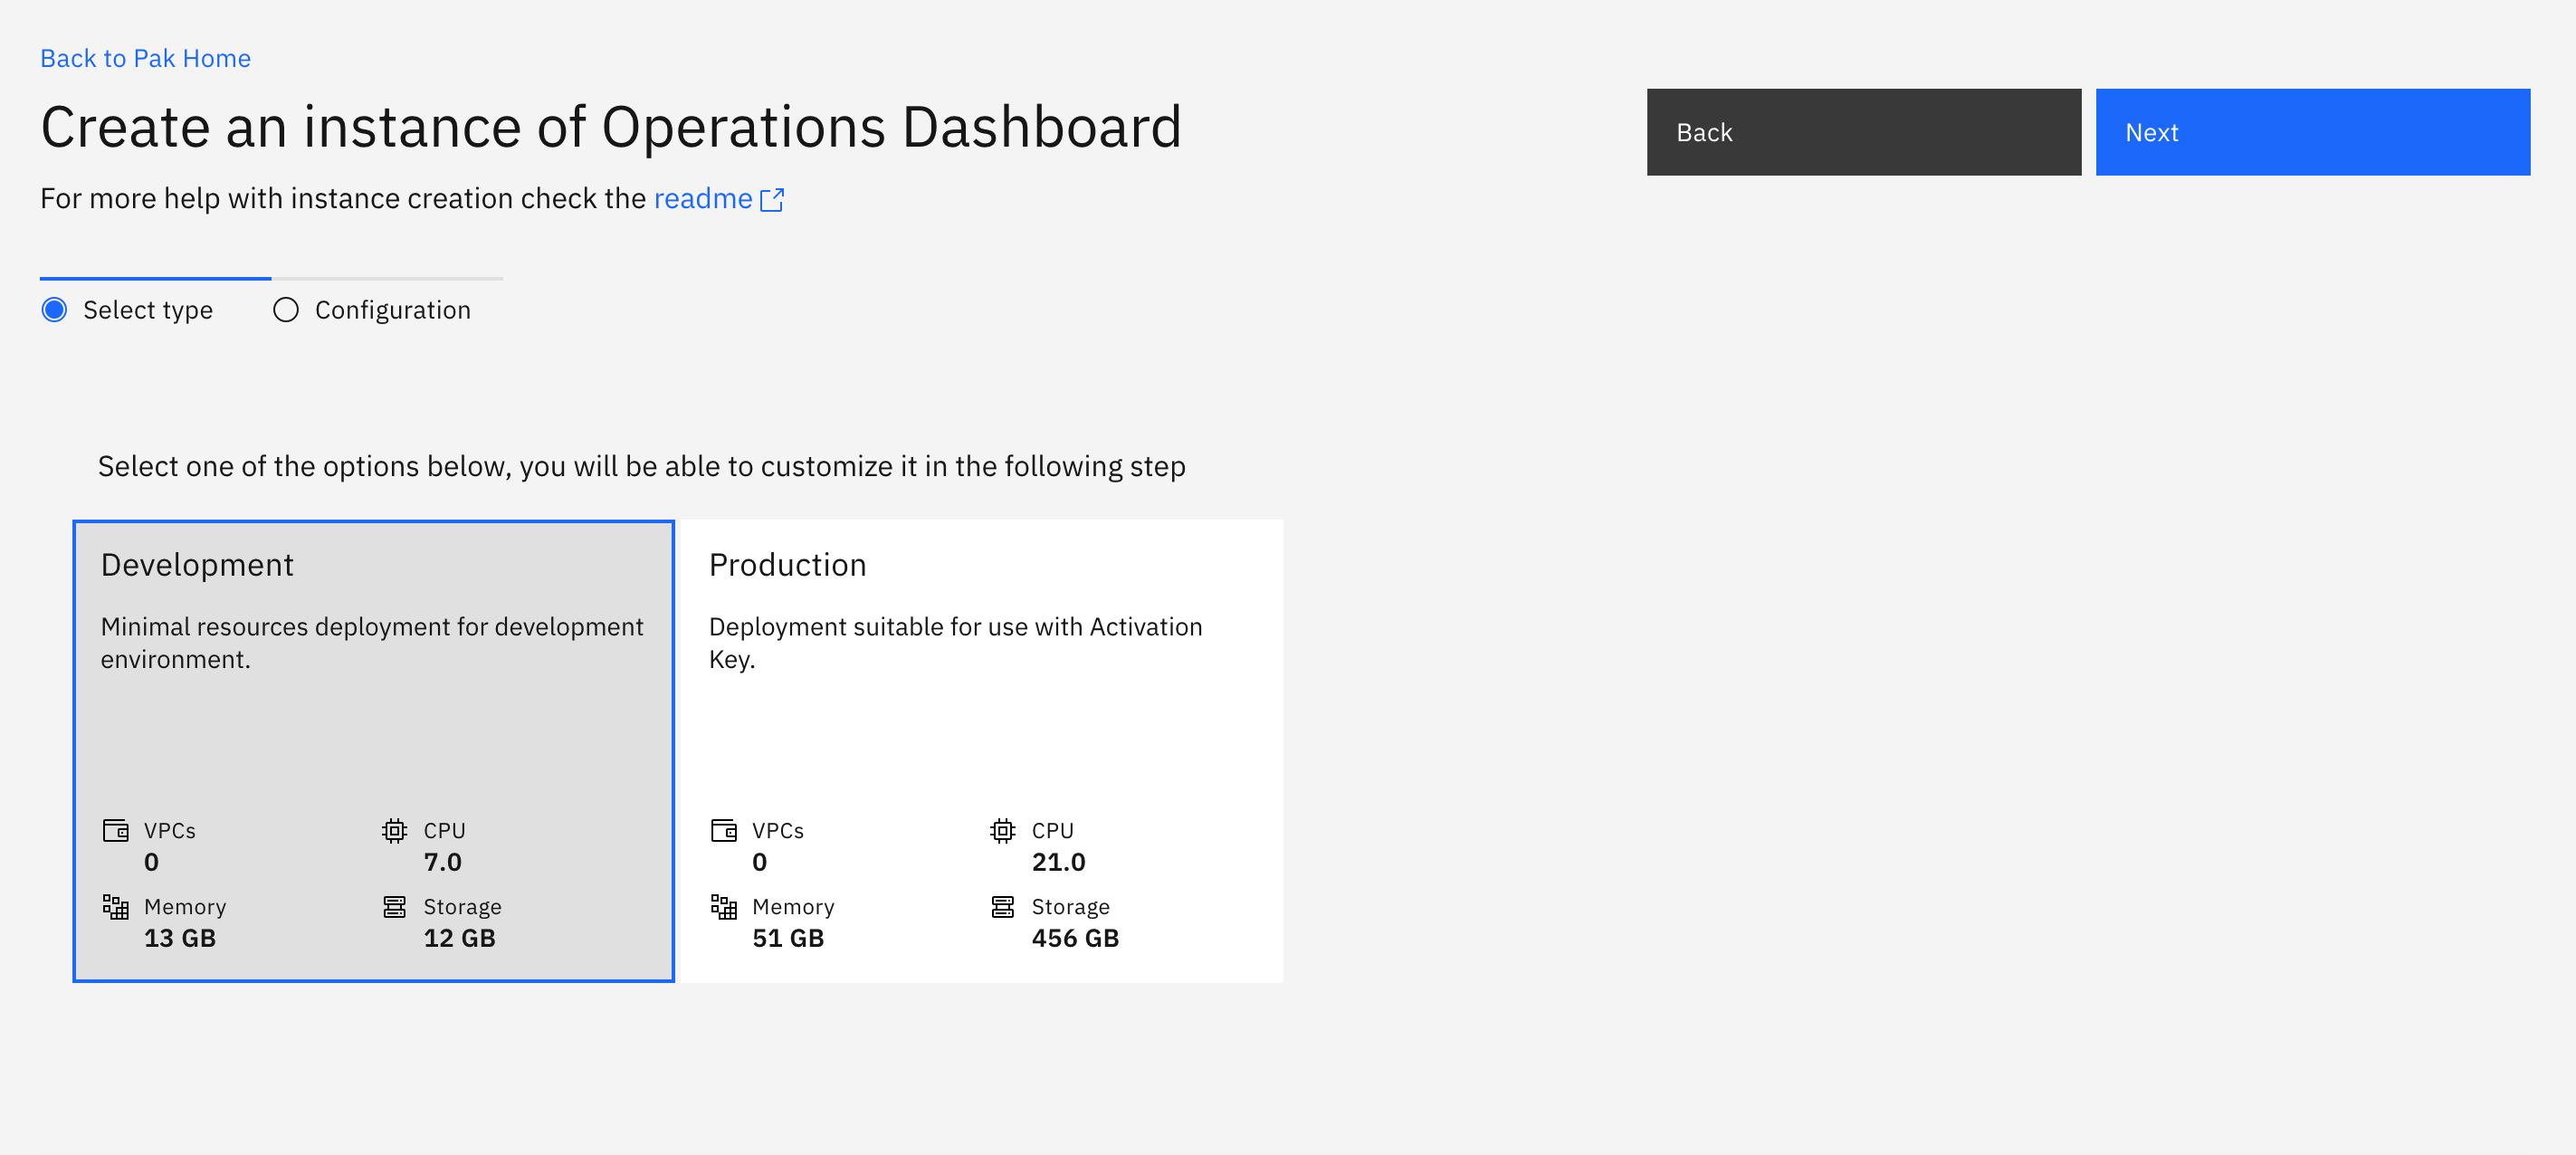 Back to Pak Home
Create an instance of Operations Dashboard
Back
Next
For more help with instance creation check the readme
Select type
Configuration
Select one of the options below, you will be able to customize it in the following step
Development
Minimal resources deployment for development
environment.
VPCs
0
CPU
7.0
Memory
13 GB
Storage
12 GB
Production
Deployment suitable for use with Activation
Key.
VPCs
0
CPU
21.0
Memory
51 GB
Storage
456 GB